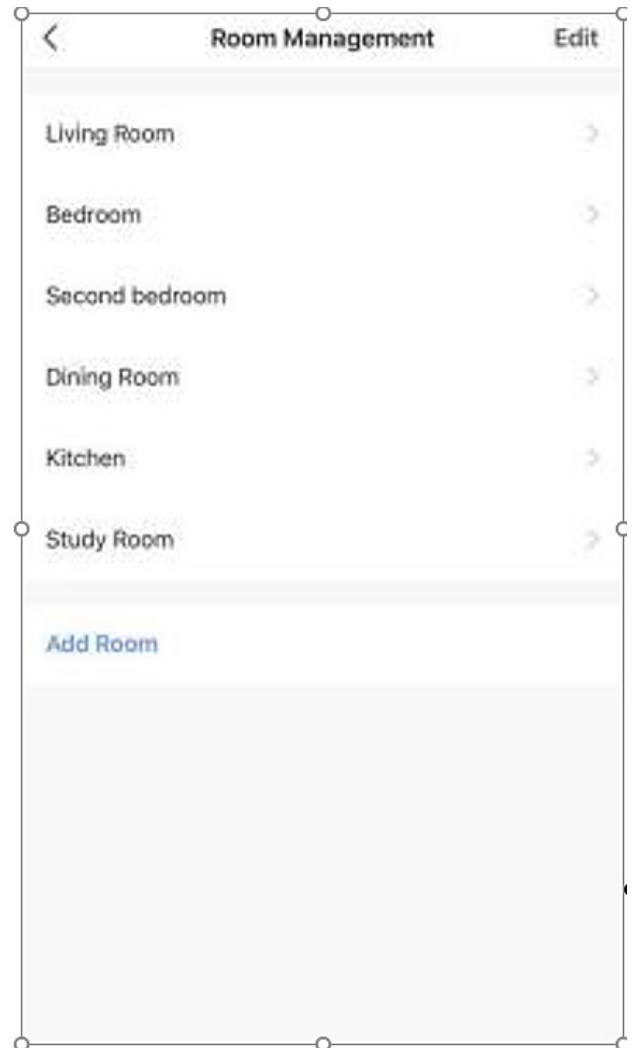 Room Management Edit
Living Room
Bedroom
Second bedroom
Dining Room
Kitchen
Study Room
Add Room